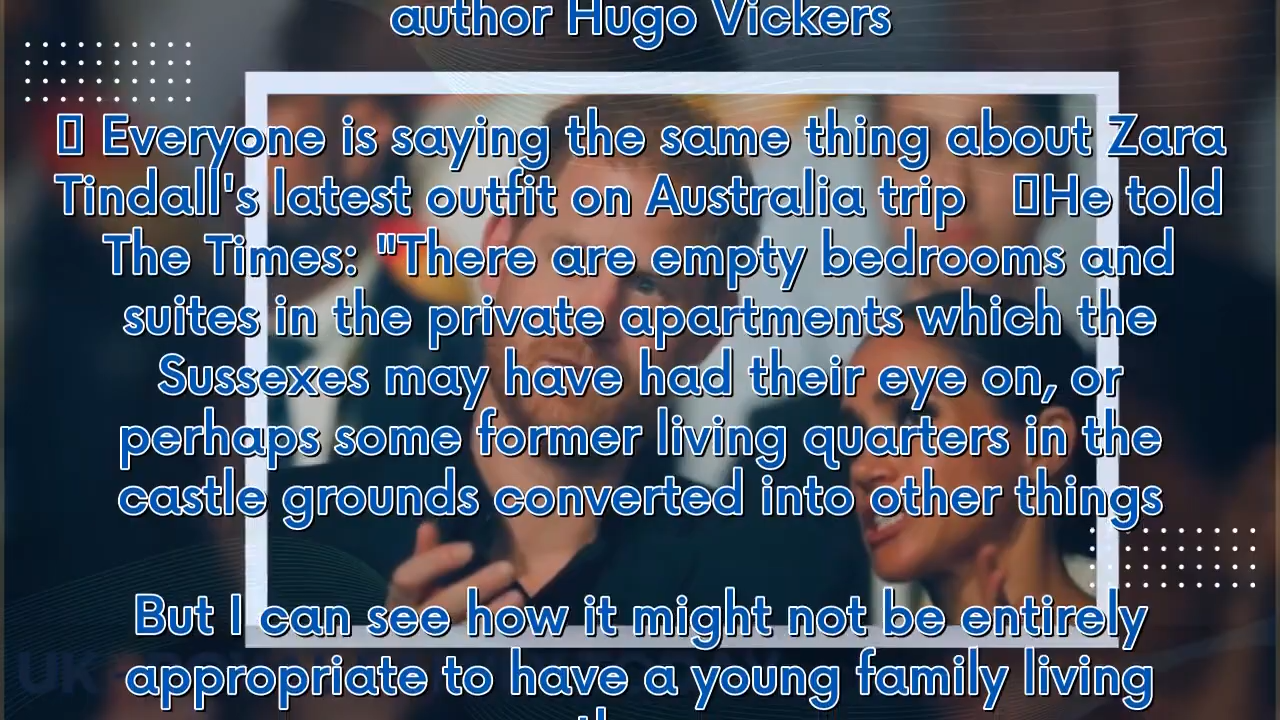 author Hugo Vickers
Everyone is saying the same thing about Zara
Tindall's latest outfit on Australia trip He told
The Times: "There are empty bedrooms and
suites in the private apartments which the
Sussexes may have had their eye on, or
perhaps some former living quarters in the
castle grounds converted into other things
But I can see how it might not be entirely
appropriate to have a young family living